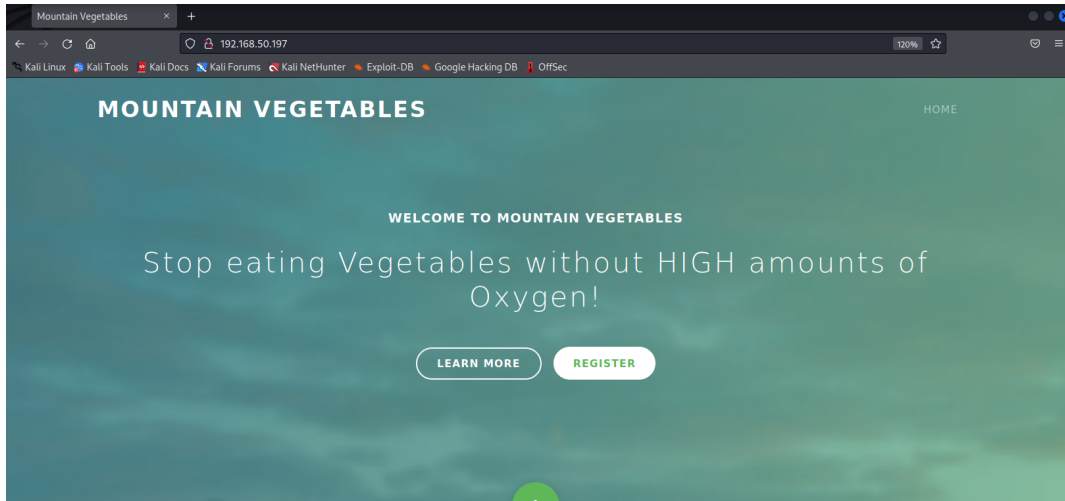 Mountain Vegetables
192.168.50.197
120%
Kali Linux Kali Tools Kali Docs Kali Forums Kali NetHunter Exploit-DB Google Hacking DB OffSec
MOUNTAIN VEGETABLES HOME
WELCOME TO MOUNTAIN VEGETABLES
Stop eating Vegetables without HIGH amounts of
Oxygen!
LEARN MORE REGISTER